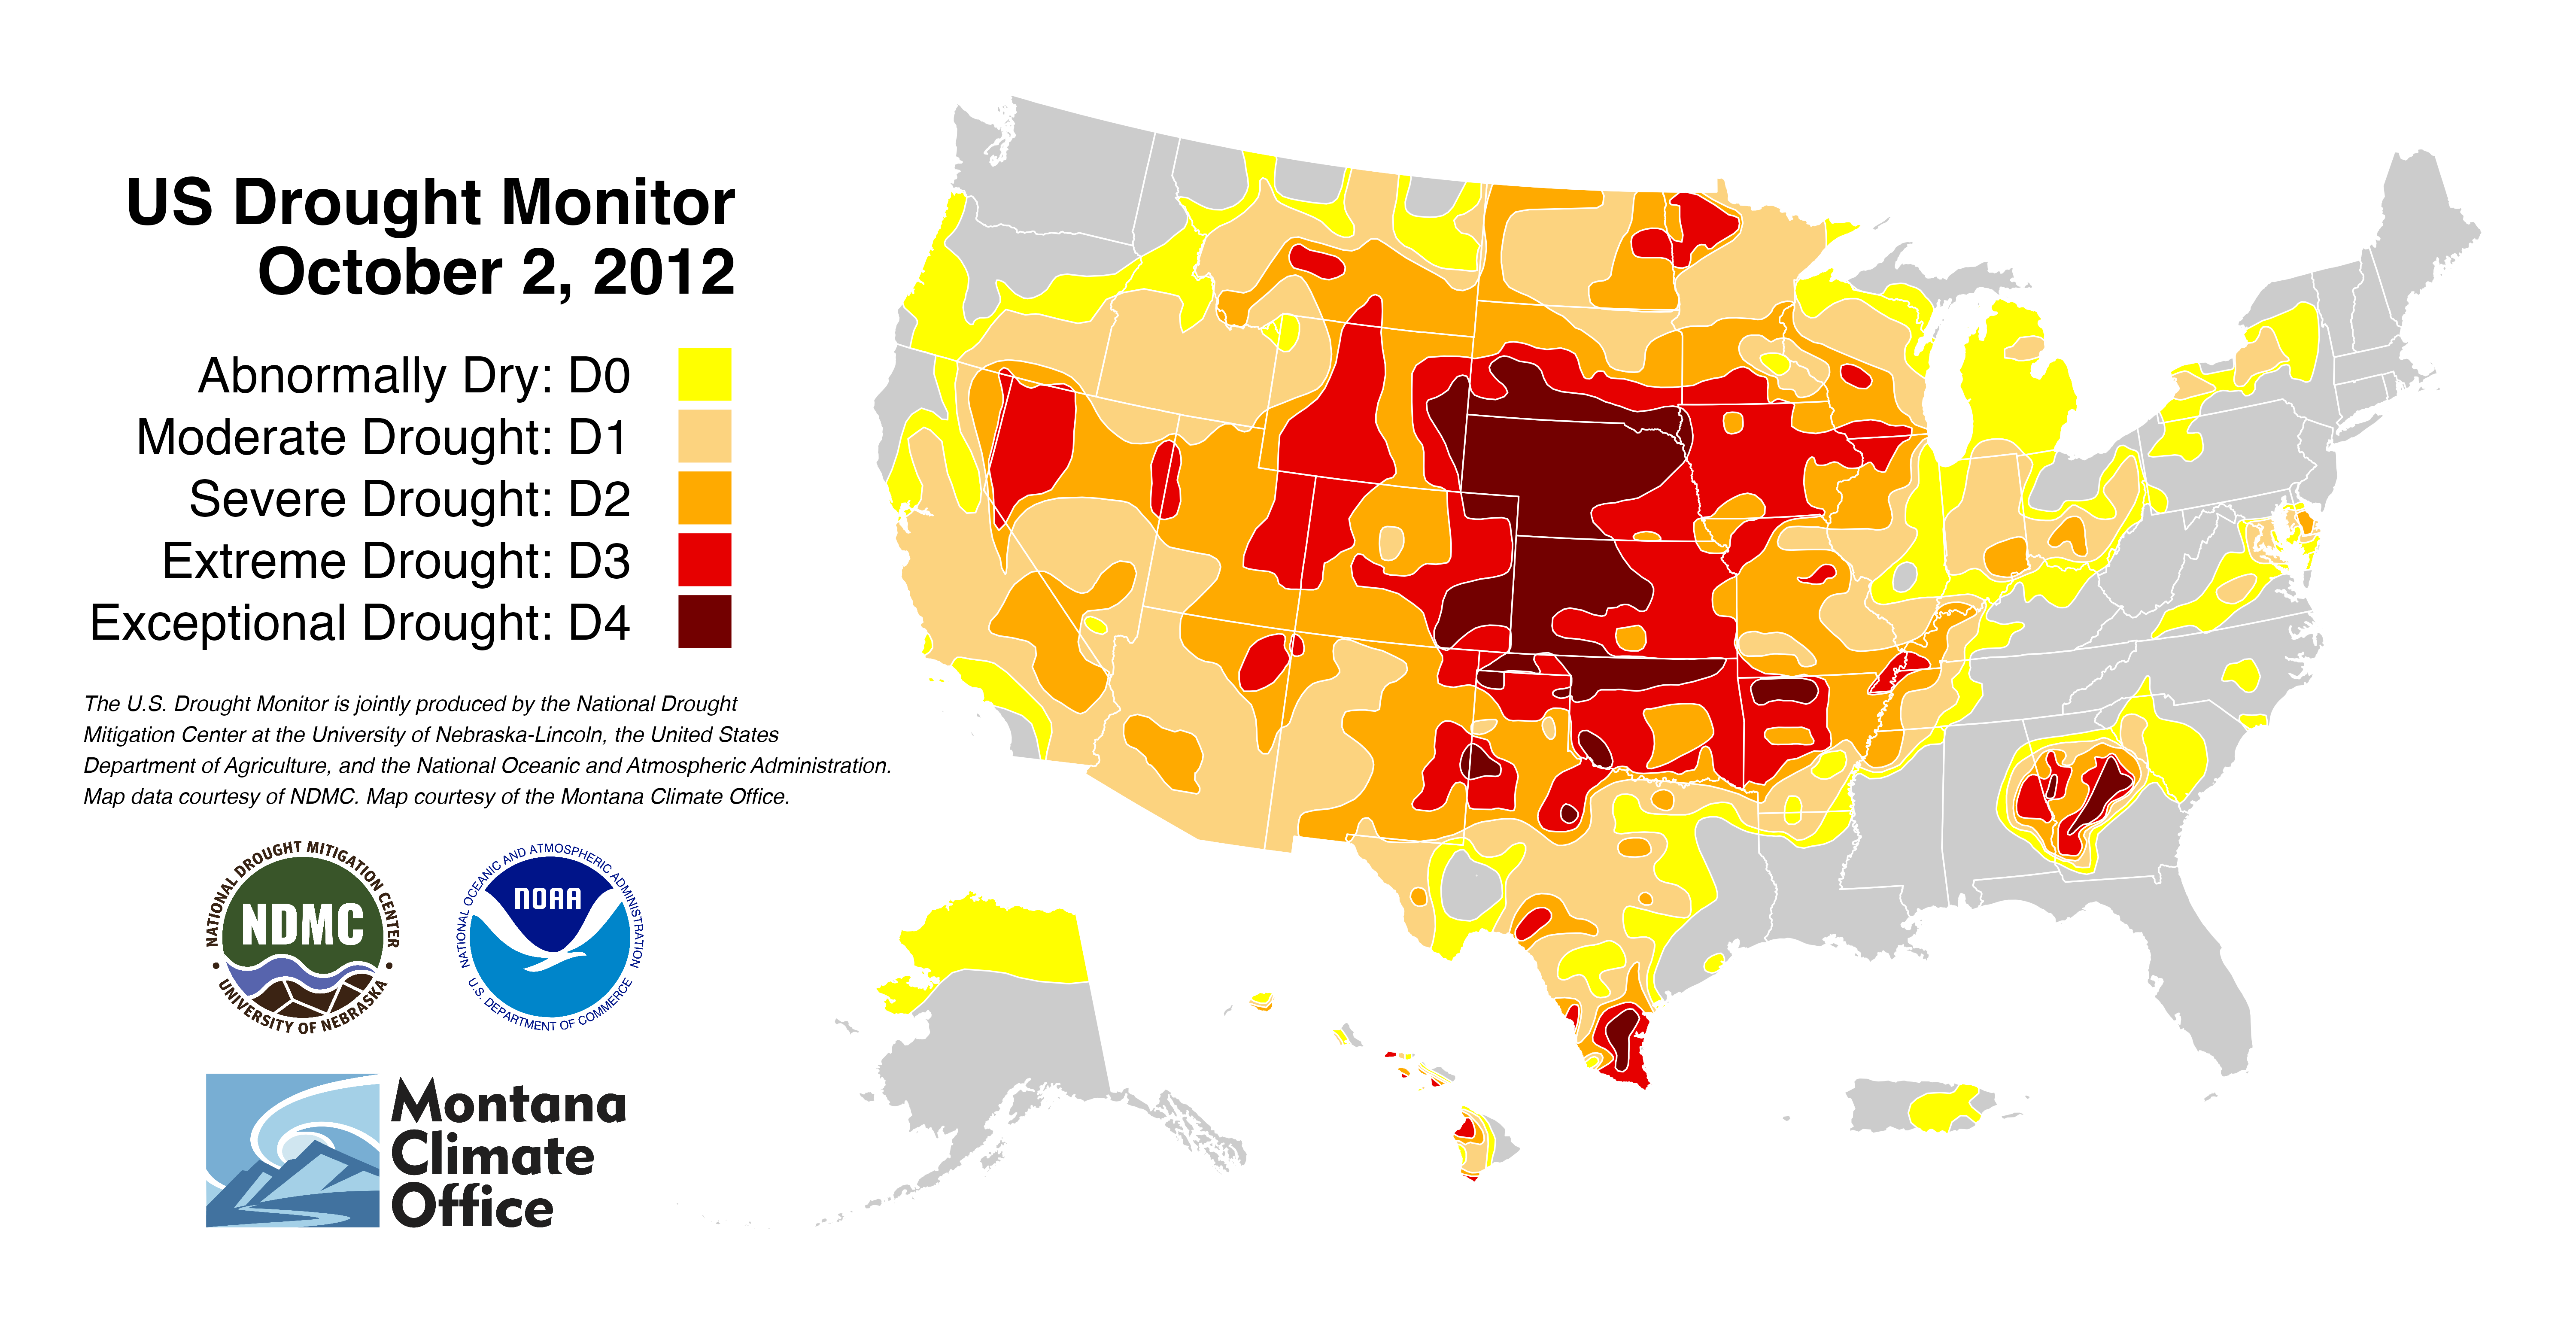 US Drought Monitor
October 2, 2012
Abnormally Dry: D0
Moderate Drought: D1
Severe Drought: D2
Extreme Drought: D3
Exceptional Drought: D4
The U.S. Drought Monitor is jointly produced by the National Drought
Mitigation Center at the University of Nebraska-Lincoln, the United States
Department of Agriculture, and the National Oceanic and Atmospheric Administration.
Map data courtesy of NDMC. Map courtesy of the Montana Climate Office.
NATIONAL DROUGHT MITIGATION CENTER
NDMC
• UNIVERSITY OF NEBRASKA •
NATIONAL OCEANIC AND ATMOSPHERIC ADMINISTRATION
NOAA
U.S. DEPARTMENT OF COMMERCE
Montana
Climate
Office